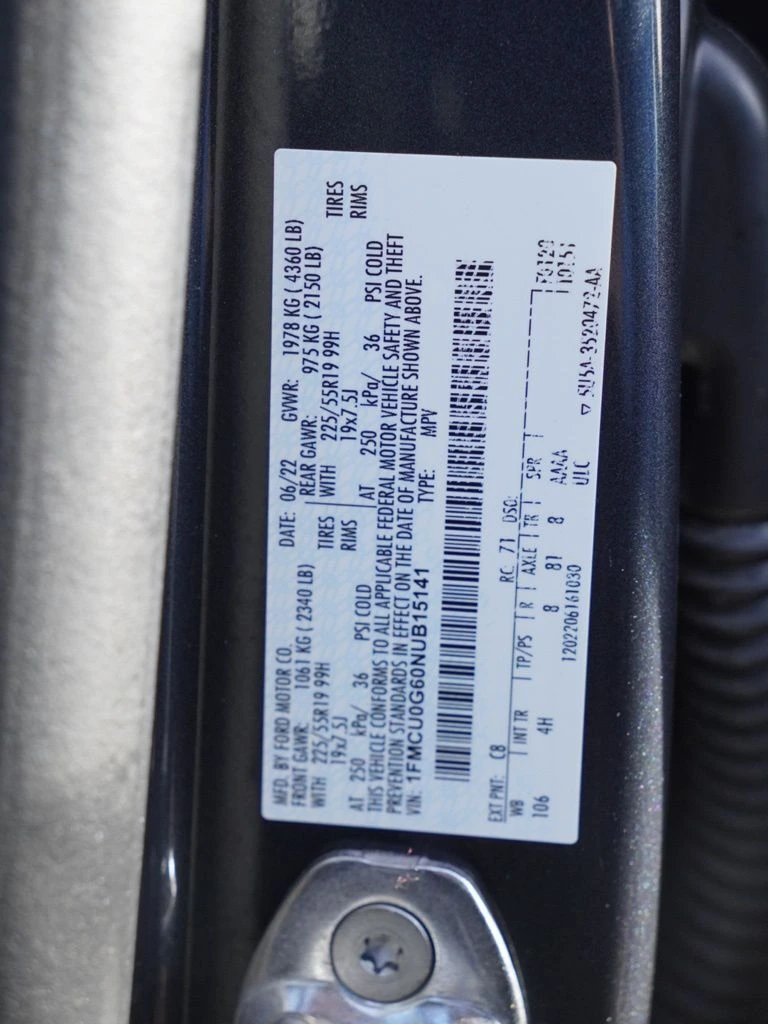 MFD. BY FORD MOTOR CO.
DATE: 06/22 GVWR: 1978 KG ( 4360 LB)
FRONT GAWR: 1061 KG ( 2340 LB) REAR GAWR: 975 KG ( 2150 LB)
WITH 225/55R19 99H TIRES WITH 225/55R19 99H TIRES
19x7.5J RIMS 19x7.5J RIMS
AT 250 kPa/ 36 PSI COLD AT 250 kPa/ 36 PSI COLD
THIS VEHICLE CONFORMS TO ALL APPLICABLE FEDERAL MOTOR VEHICLE SAFETY AND THEFT
PREVENTION STANDARDS IN EFFECT ON THE DATE OF MANUFACTURE SHOWN ABOVE.
VIN: 1FMCU0G60NUB15141 TYPE: MPV
EXT PNT: C8 RC: 71 DSO:
WB INT TR TP/PS R AXLE TR SPR
106 4H 8 81 8 AAAA
1202206161030 UTC